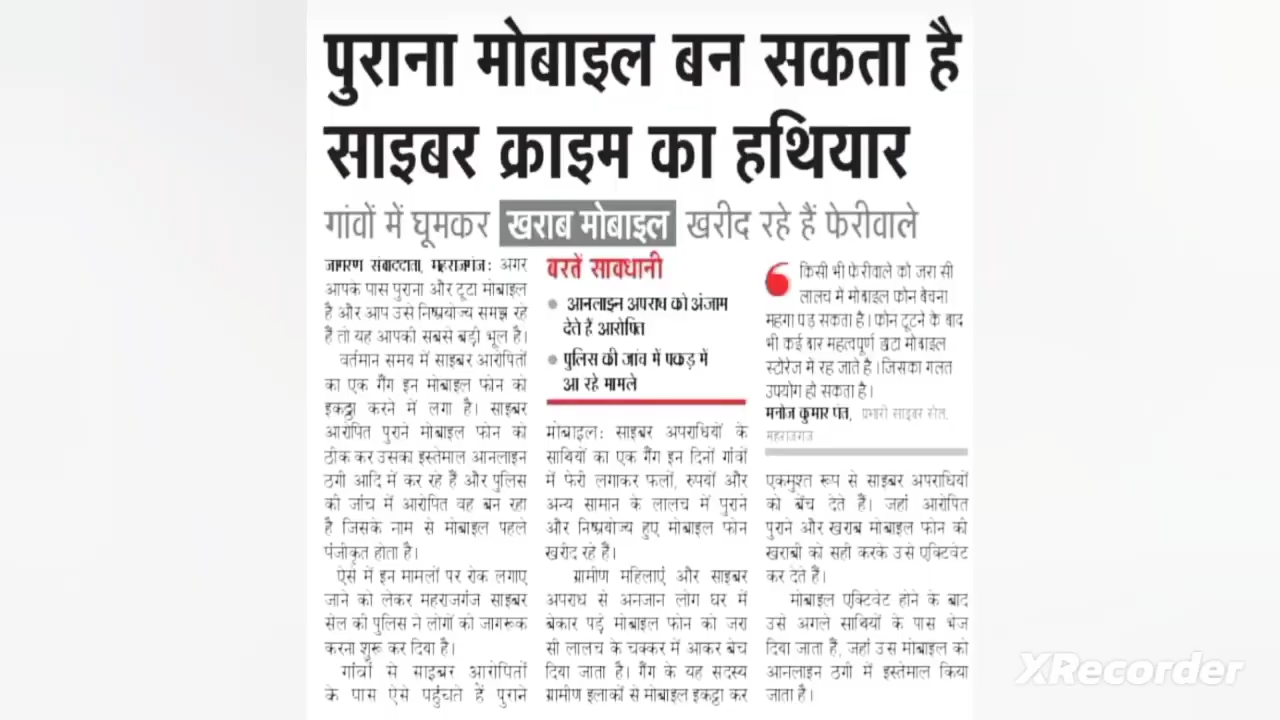 पुराना मोबाइल बन सकता है
साइबर क्राइम का हथियार
गांवों में घूमकर खराब मोबाइल खरीद रहे हैं फेरीवाले
जागरण संवाददाता, महराजगंज: अगर
आपके पास पुराना और टूटा मोबाइल
है और आप उसे निष्प्रयोज्य समझ रहे
हैं तो यह आपकी सबसे बड़ी भूल है।
वर्तमान समय में साइबर आरोपितों
का एक गैंग इन मोबाइल फोन को
इकट्ठा करने में लगा है। साइबर
आरोपित पुराने मोबाइल फोन को
ठीक कर उसका इस्तेमाल आनलाइन
ठगी आदि में कर रहे हैं और पुलिस
की जांच में आरोपित वह बन रहा
है जिसके नाम से मोबाइल पहले
पंजीकृत होता है।
ऐसे में इन मामलों पर रोक लगाए
जाने को लेकर महराजगंज साइबर
सेल की पुलिस ने लोगों को जागरूक
करना शुरू कर दिया है।
गांवों से साइबर आरोपितों
के पास ऐसे पहुंचते हैं पुराने
बरतें सावधानी
आनलाइन अपराध को अंजाम
देते हैं आरोपित
पुलिस की जांच में पकड़ में
आ रहे मामले
मोबाइल: साइबर अपराधियों के
साथियों का एक गैंग इन दिनों गांवों
में फेरी लगाकर फलों, रुपयों और
अन्य सामान के लालच में पुराने
और निष्प्रयोज्य हुए मोबाइल फोन
खरीद रहे हैं।
ग्रामीण महिलाएं और साइबर
अपराध से अनजान लोग घर में
बेकार पड़े मोबाइल फोन को जरा
सी लालच के चक्कर में आकर बेच
दिया जाता है। गैंग के यह सदस्य
ग्रामीण इलाकों से मोबाइल इकट्ठा कर
किसी भी फेरीवाले को जरा सी
लालच में मोबाइल फोन बेचना
महगा पड़ सकता है। फोन टूटने के बाद
भी कई बार महत्वपूर्ण डाटा मोबाइल
स्टोरेज में रह जाते है। जिसका गलत
उपयोग हो सकता है।
मनोज कुमार पंत, प्रभारी साइबर सेल,
महराजगंज
एकमुश्त रूप से साइबर अपराधियों
को बेंच देते हैं। जहां आरोपित
पुराने और खराब मोबाइल फोन की
खराबी को सही करके उसे एक्टिवेट
कर देते हैं।
मोबाइल एक्टिवेट होने के बाद
उसे अगले साथियों के पास भेज
दिया जाता है, जहां उस मोबाइल को
आनलाइन ठगी में इस्तेमाल किया
जाता है।
XRecorder